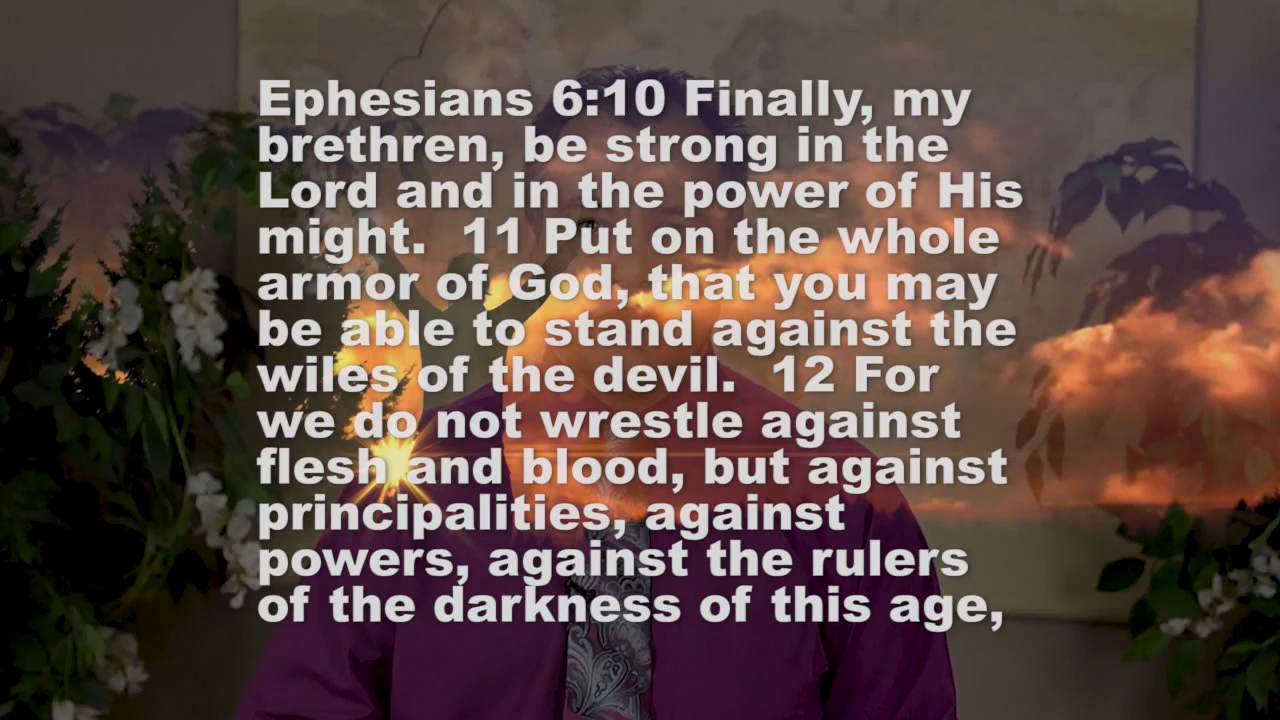 Ephesians 6:10 Finally, my
brethren, be strong in the
Lord and in the power of His
might.  11 Put on the whole
armor of God, that you may
be able to stand against the
wiles of the devil.  12 For
we do not wrestle against
flesh and blood, but against
principalities, against
powers, against the rulers
of the darkness of this age,